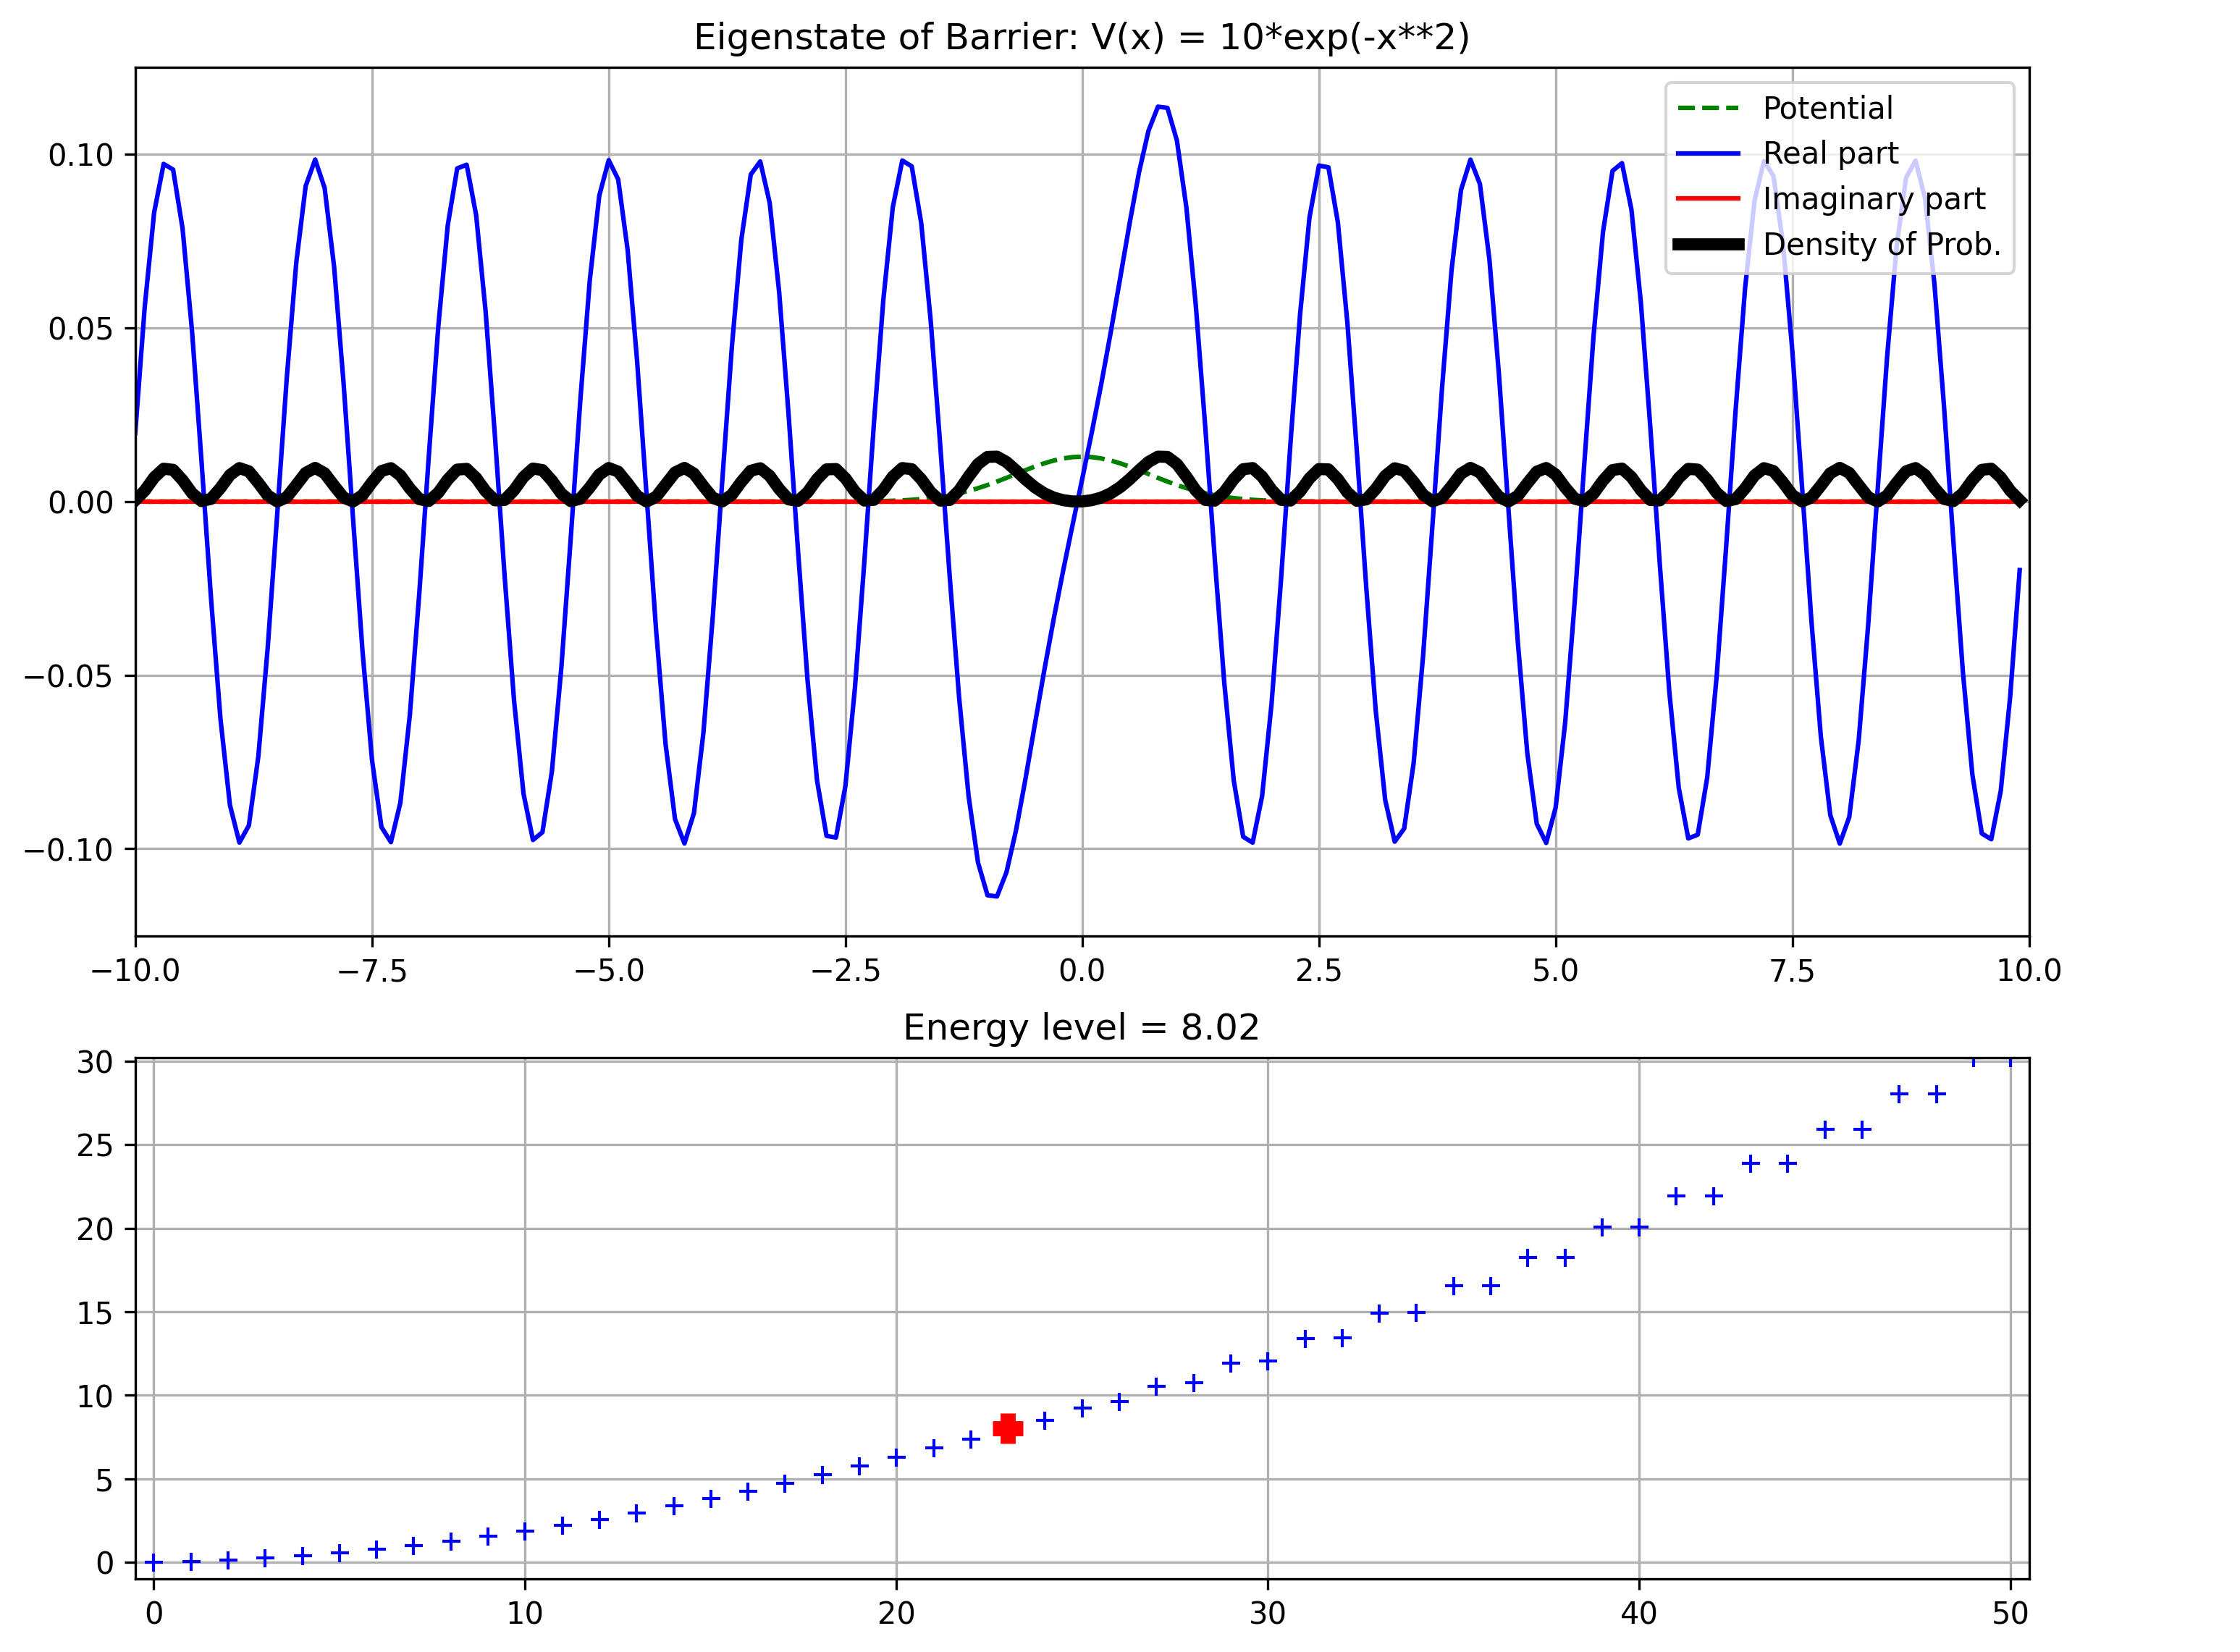 Eigenstate of Barrier: V(x) = 10*exp(-x**2)
Potential
Real part
Imaginary part
Density of Prob.
0.10
0.05
0.00
−0.05
−0.10
−10.0 −7.5 −5.0 −2.5 0.0 2.5 5.0 7.5 10.0
Energy level = 8.02
30
25
20
15
10
5
0
0 10 20 30 40 50